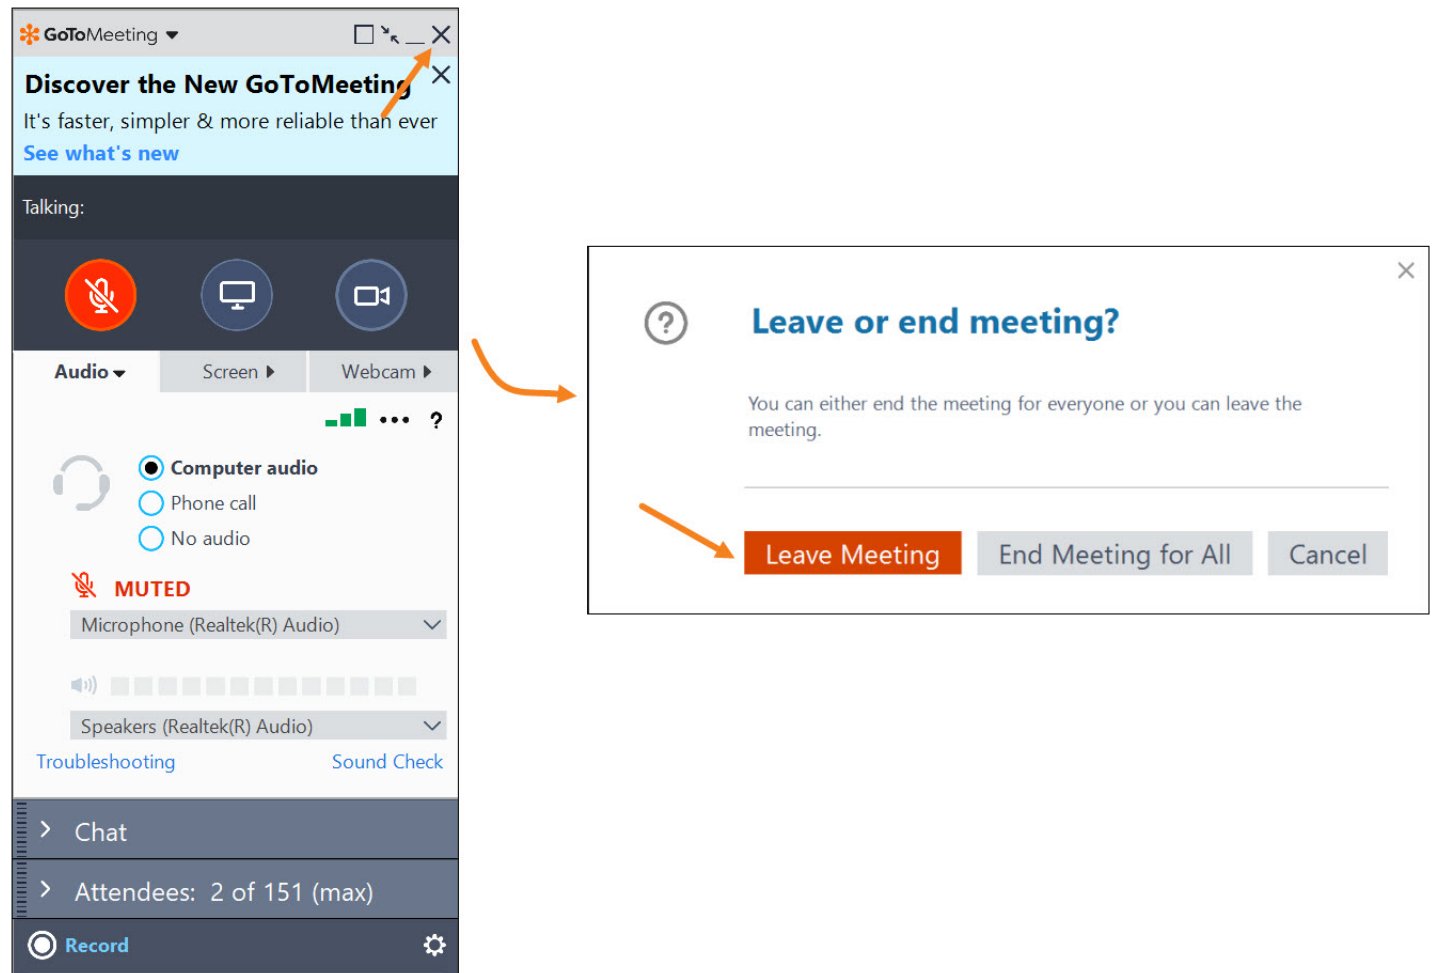 GoToMeeting
Discover the New GoToMeeting
It's faster, simpler & more reliable than ever
See what's new
Talking:
Audio
Screen
Webcam
?
Computer audio
Phone call
No audio
MUTED
Microphone (Realtek(R) Audio)
Speakers (Realtek(R) Audio)
Troubleshooting
Sound Check
Chat
Attendees: 2 of 151 (max)
Record
?
Leave or end meeting?
You can either end the meeting for everyone or you can leave the
meeting.
Leave Meeting
End Meeting for All
Cancel